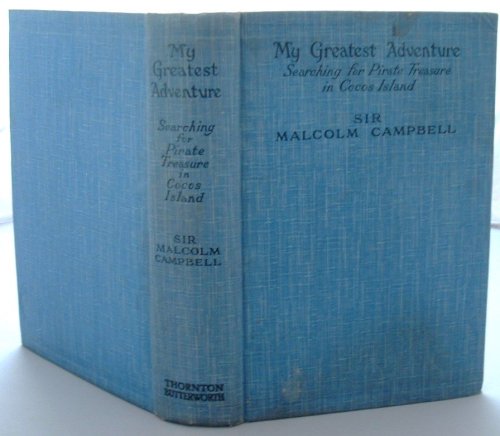 My
Greatest
Adventure
Searching
for
Pirate
Treasure
in
Cocos
Island
SIR
MALCOLM
CAMPBELL
THORNTON
BUTTERWORTH
My Greatest Adventure
Searching for Pirate Treasure
in Cocos Island
SIR
MALCOLM CAMPBELL